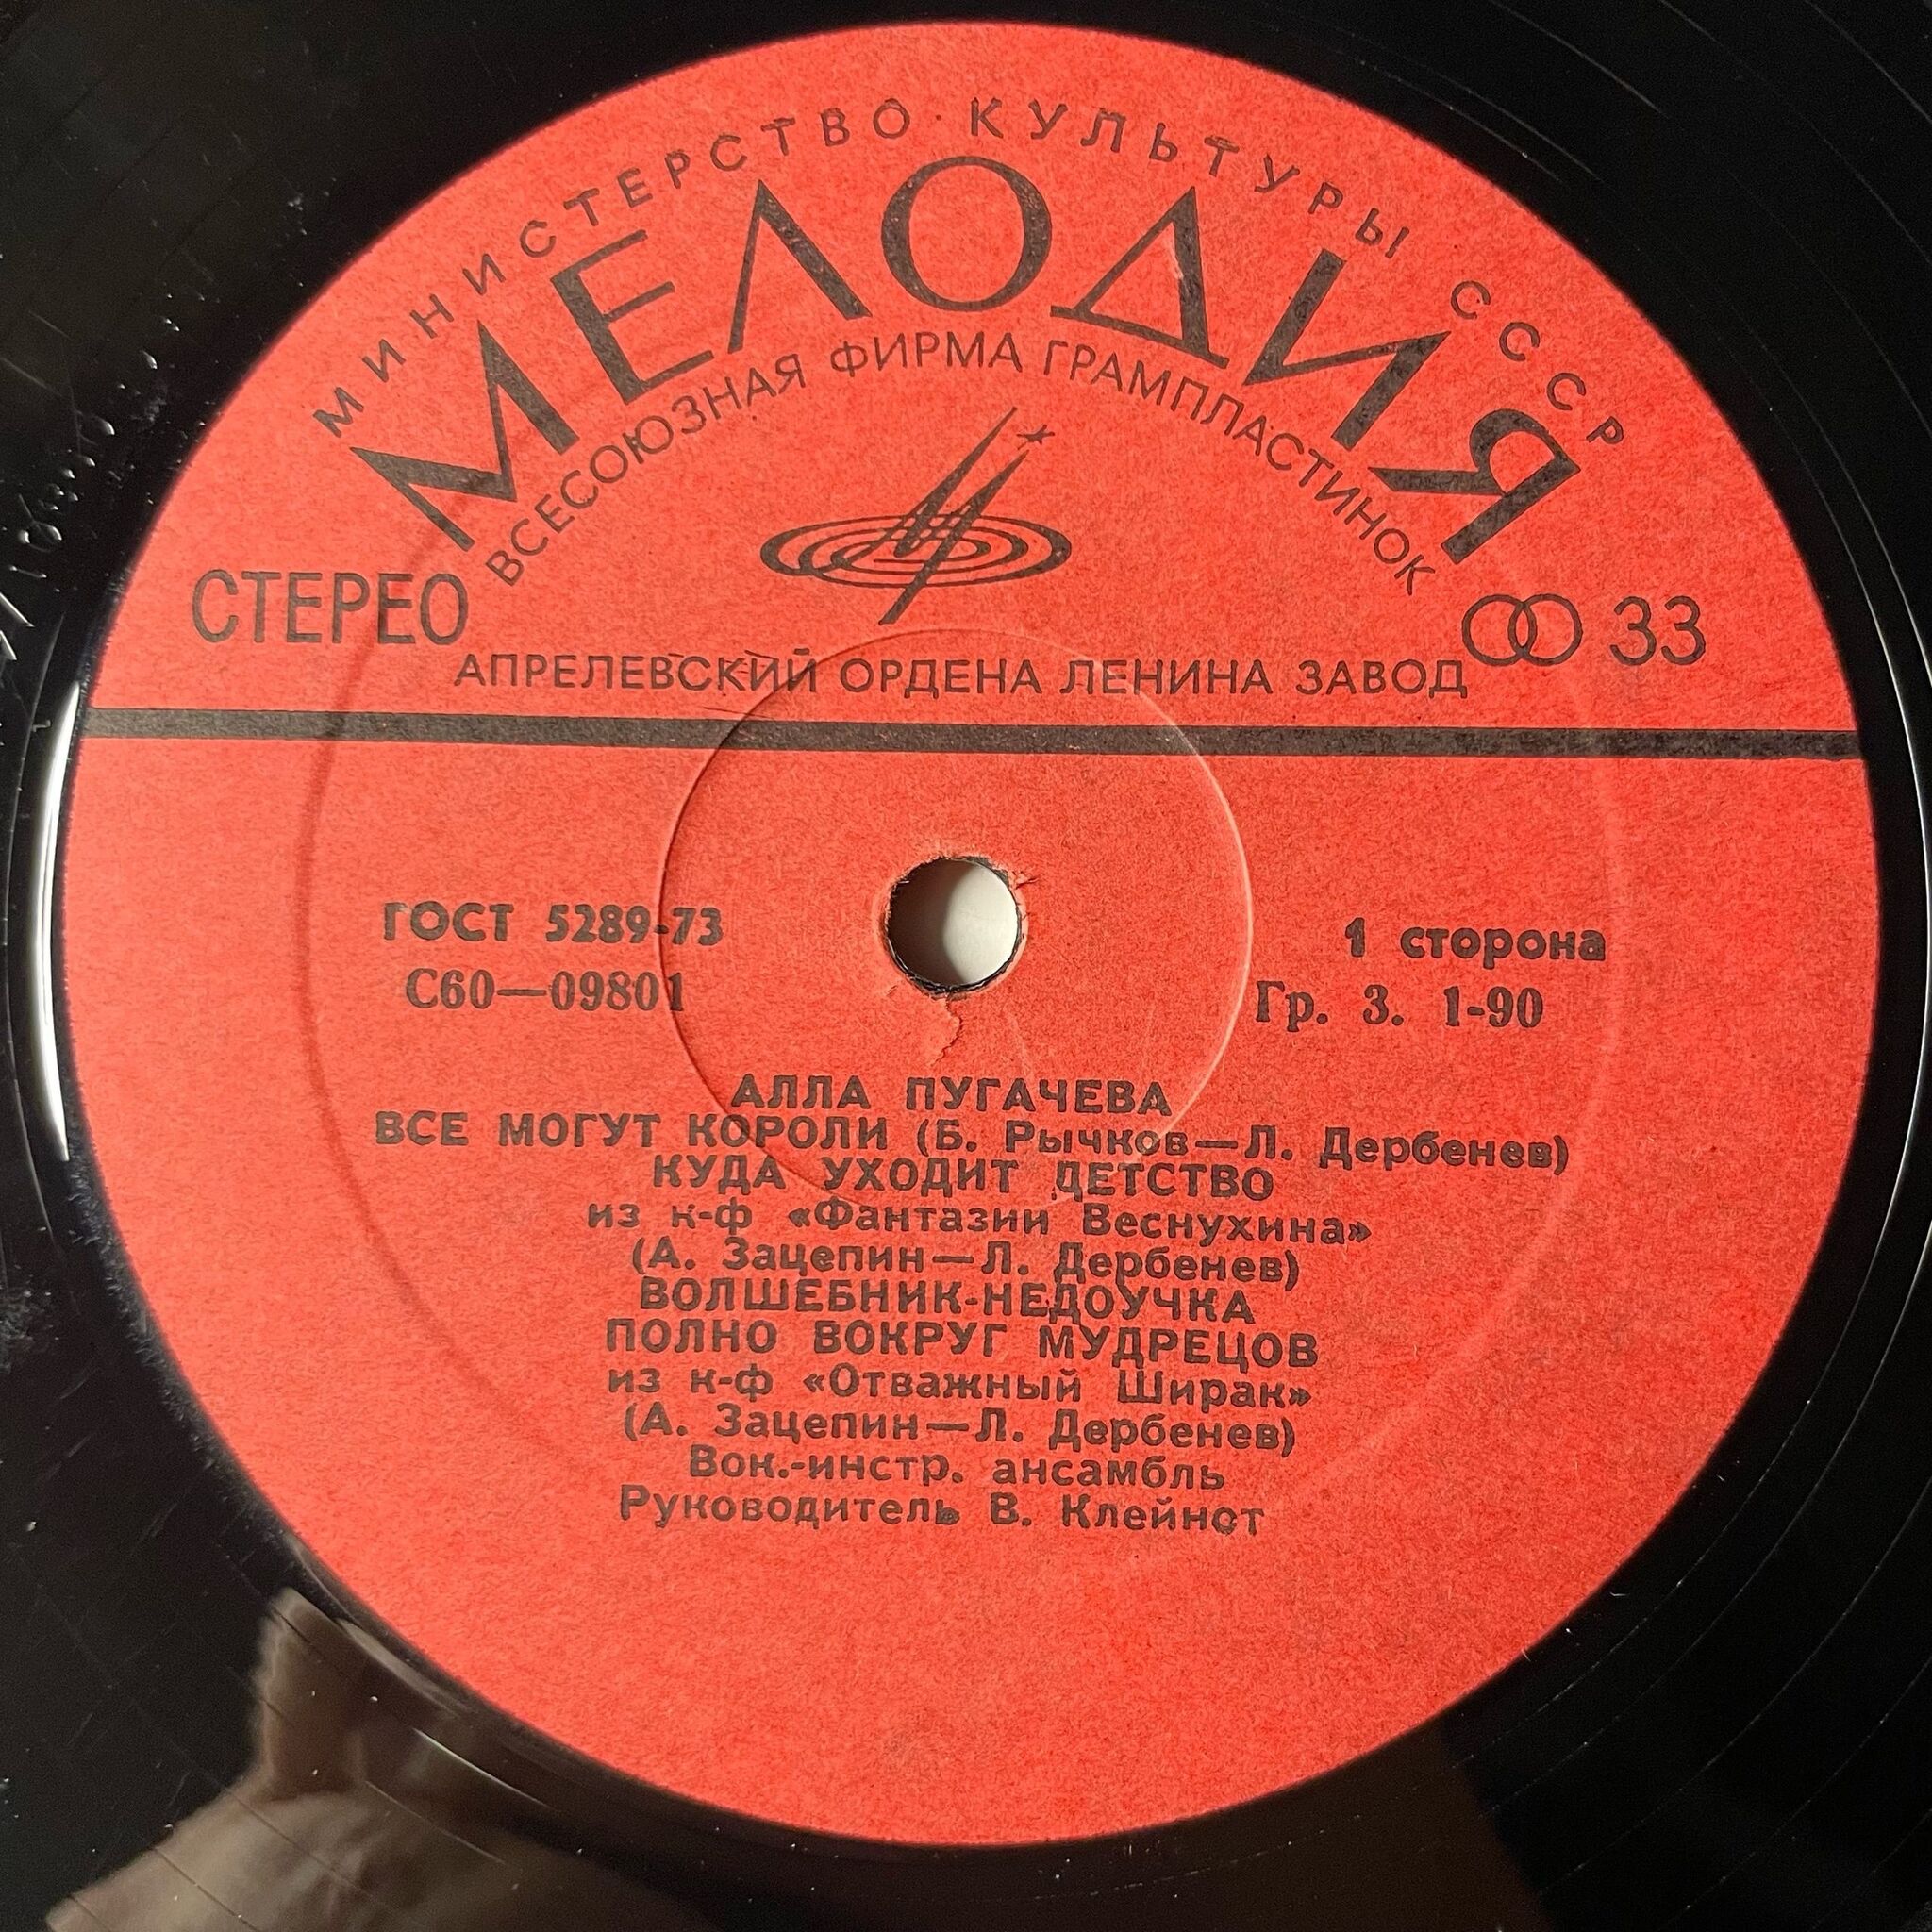 МИНИСТЕРСТВО КУЛЬТУРЫ СССР
МЕЛОДИЯ
ВСЕСОЮЗНАЯ ФИРМА ГРАМПЛАСТИНОК
СТЕРЕО
33
АПРЕЛЕВСКИЙ ОРДЕНА ЛЕНИНА ЗАВОД
ГОСТ 5289-73
1 сторона
С60—09801
Гр. 3. 1-90
АЛЛА ПУГАЧЕВА
ВСЕ МОГУТ КОРОЛИ (Б. Рычков—Л. Дербенев)
КУДА УХОДИТ ДЕТСТВО
из к-ф «Фантазии Веснухина»
(А. Зацепин—Л. Дербенев)
ВОЛШЕБНИК-НЕДОУЧКА
ПОЛНО ВОКРУГ МУДРЕЦОВ
из к-ф «Отважный Ширак»
(А. Зацепин—Л. Дербенев)
Вок.-инстр. ансамбль
Руководитель В. Клейнот